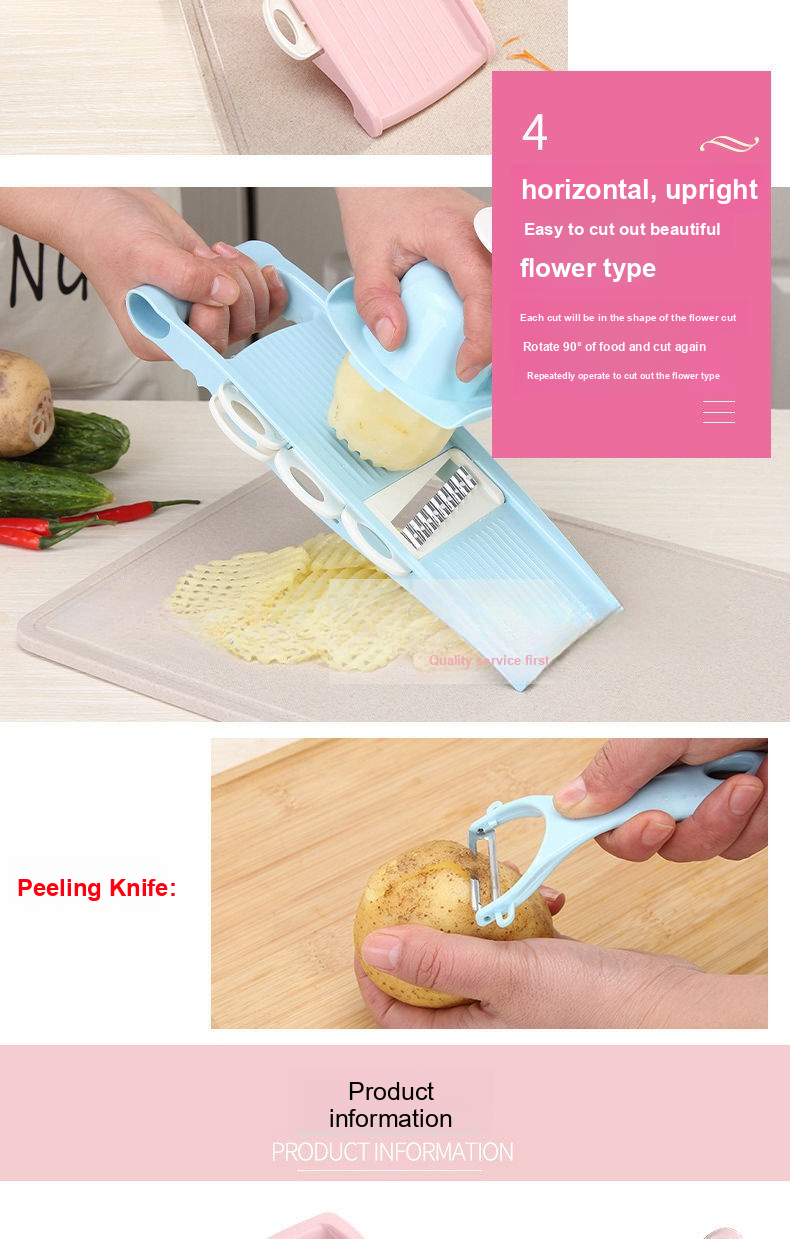 4
horizontal, upright
Easy to cut out beautiful
flower type
Each cut will be in the shape of the flower cut
Rotate 90° of food and cut again
Repeatedly operate to cut out the flower type
Quality service first
Peeling Knife:
Product
information
PRODUCT INFORMATION